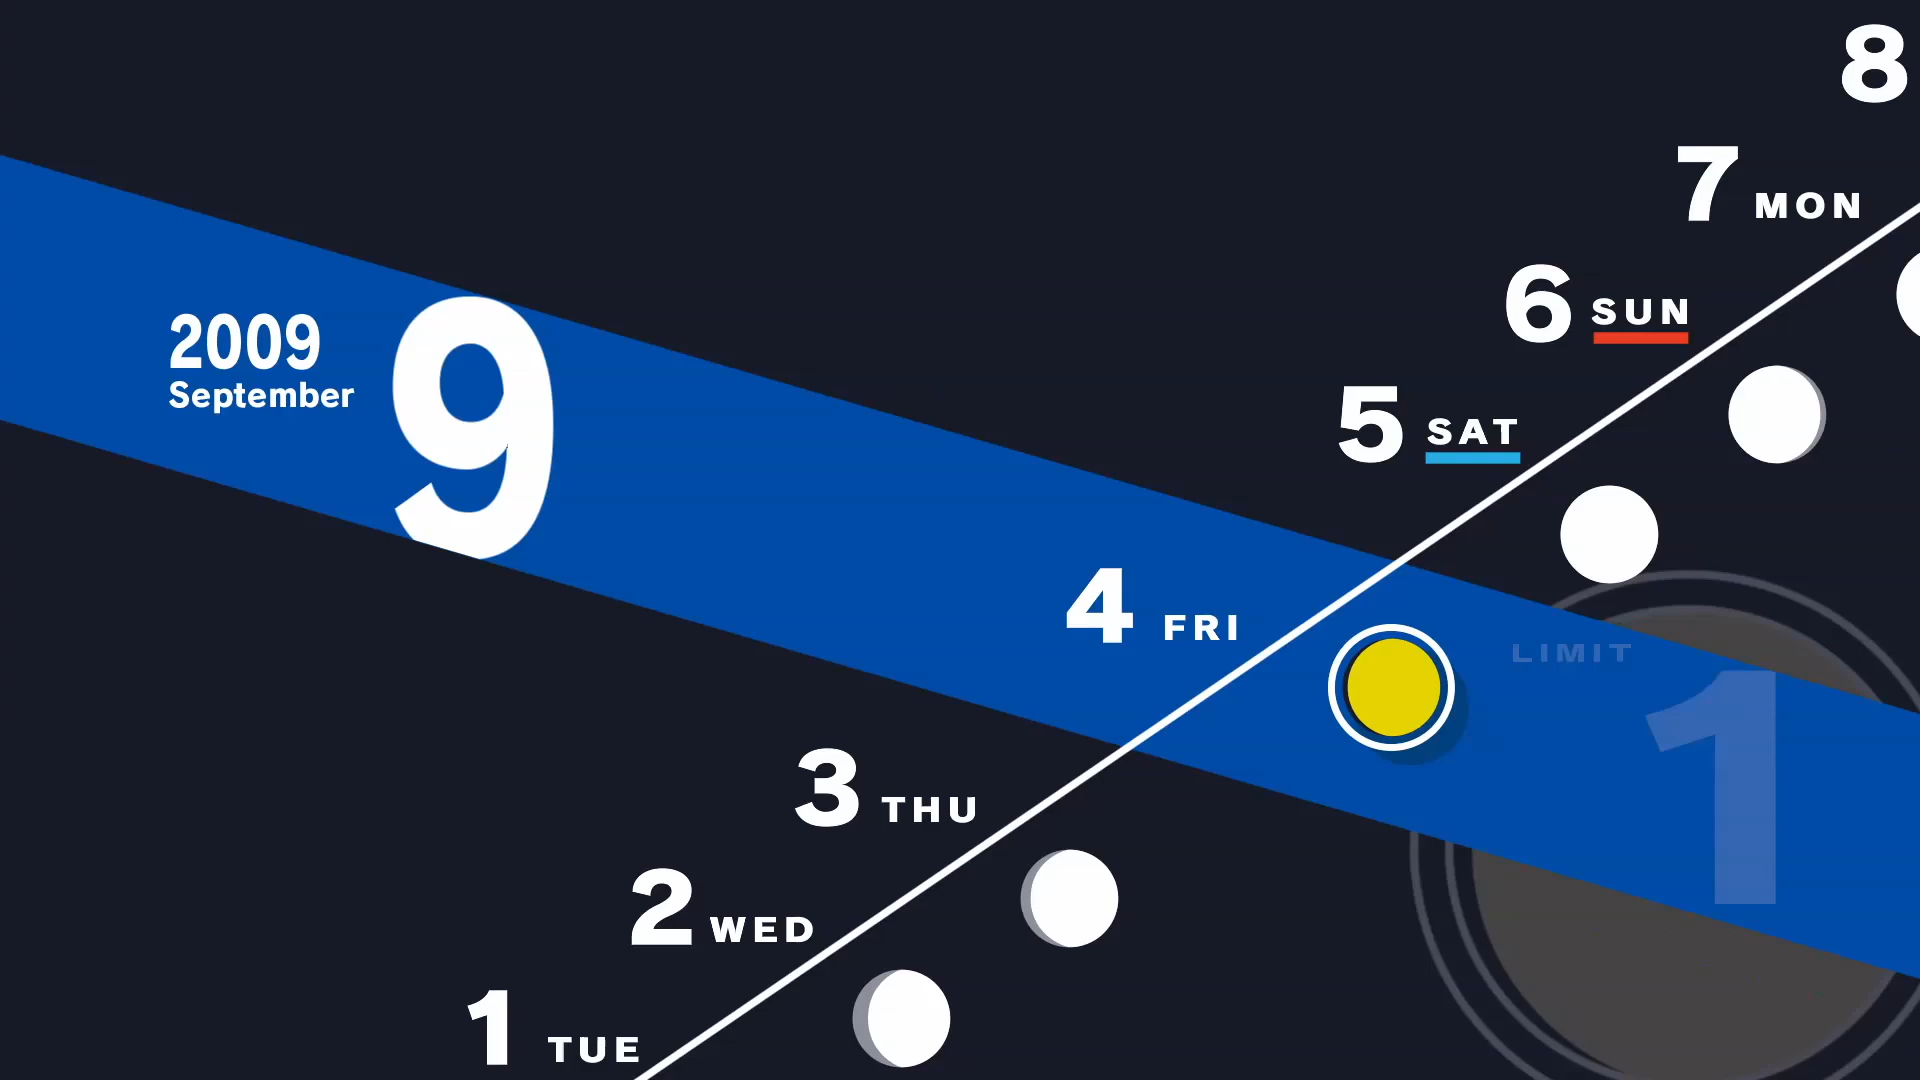 8
7 MON
6 SUN
5 SAT
2009
September
9
4 FRI
LIMIT
1
3 THU
2 WED
1 TUE